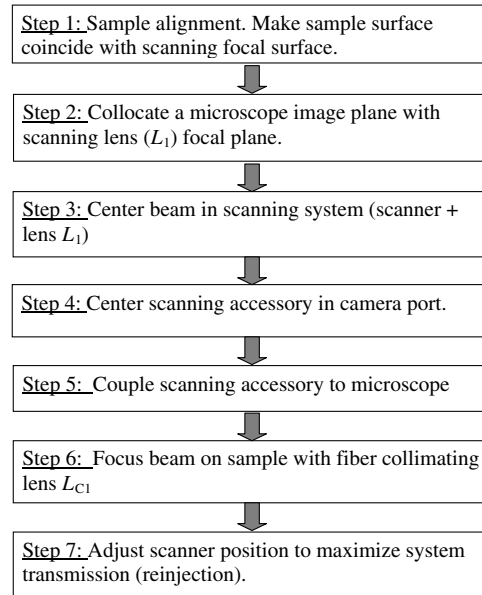 Step 1: Sample alignment. Make sample surface
coincide with scanning focal surface.
Step 2: Collocate a microscope image plane with
scanning lens (L₁) focal plane.
Step 3: Center beam in scanning system (scanner +
lens L₁)
Step 4: Center scanning accessory in camera port.
Step 5: Couple scanning accessory to microscope
Step 6: Focus beam on sample with fiber collimating
lens L_C1
Step 7: Adjust scanner position to maximize system
transmission (reinjection).